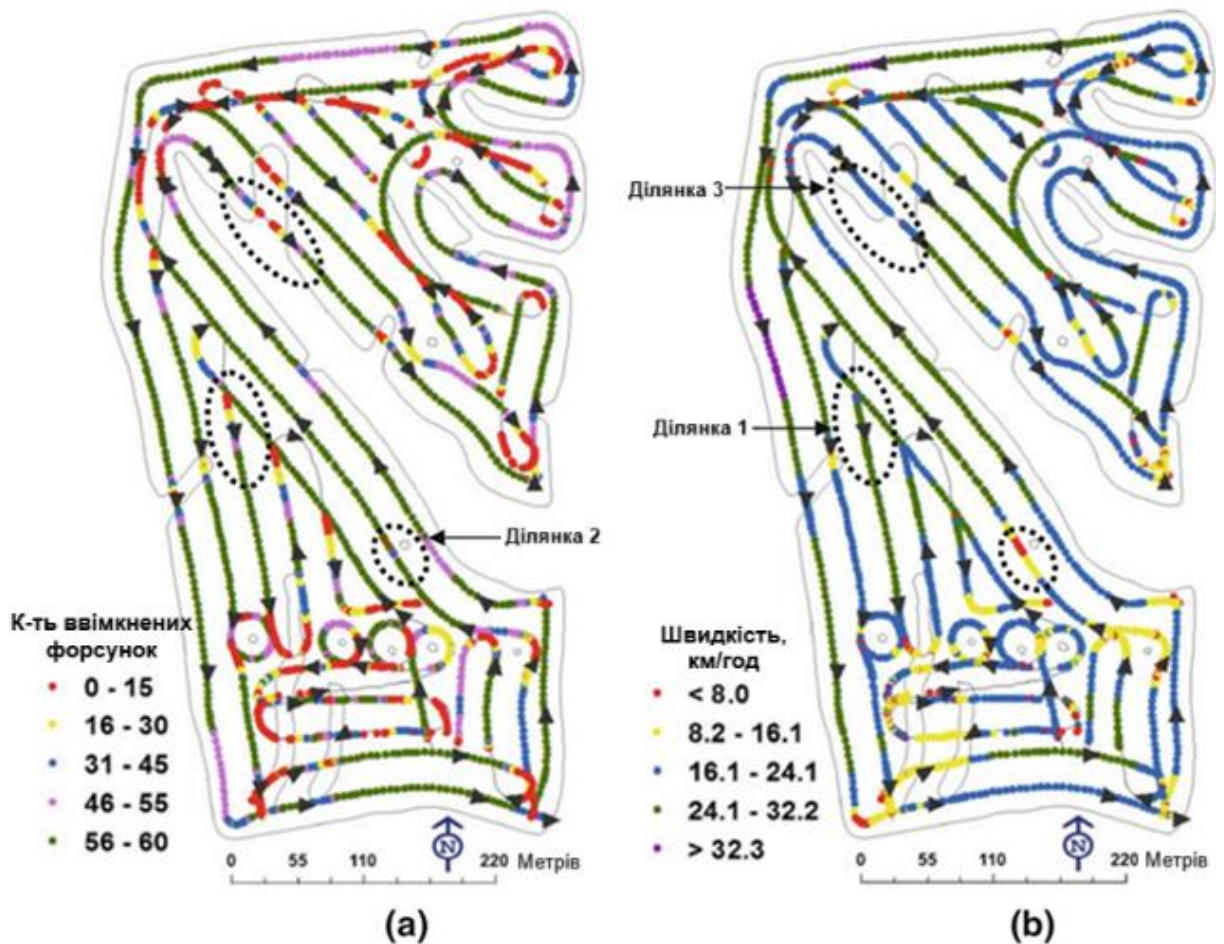 Ділянка 3
Ділянка 1
Ділянка 2
К-ть ввімкнених
форсунок
0 - 15
16 - 30
31 - 45
46 - 55
56 - 60
N
0 55 110 220 Метрів
(a)
Швидкість,
км/год
< 8.0
8.2 - 16.1
16.1 - 24.1
24.1 - 32.2
> 32.3
N
0 55 110 220 Метрів
(b)